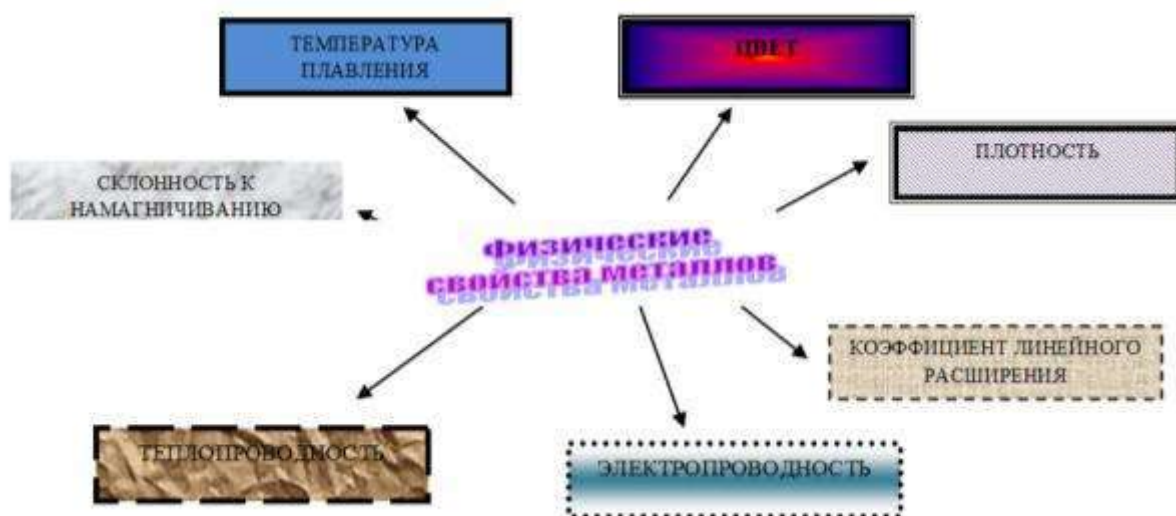 ТЕМПЕРАТУРА
ПЛАВЛЕНИЯ
ЦВЕТ
ПЛОТНОСТЬ
СКЛОННОСТЬ К
НАМАГНИЧИВАНИЮ
Физические
свойства металлов
КОЭФФИЦИЕНТ ЛИНЕЙНОГО
РАСШИРЕНИЯ
ТЕПЛОПРОВОДНОСТЬ
ЭЛЕКТРОПРОВОДНОСТЬ